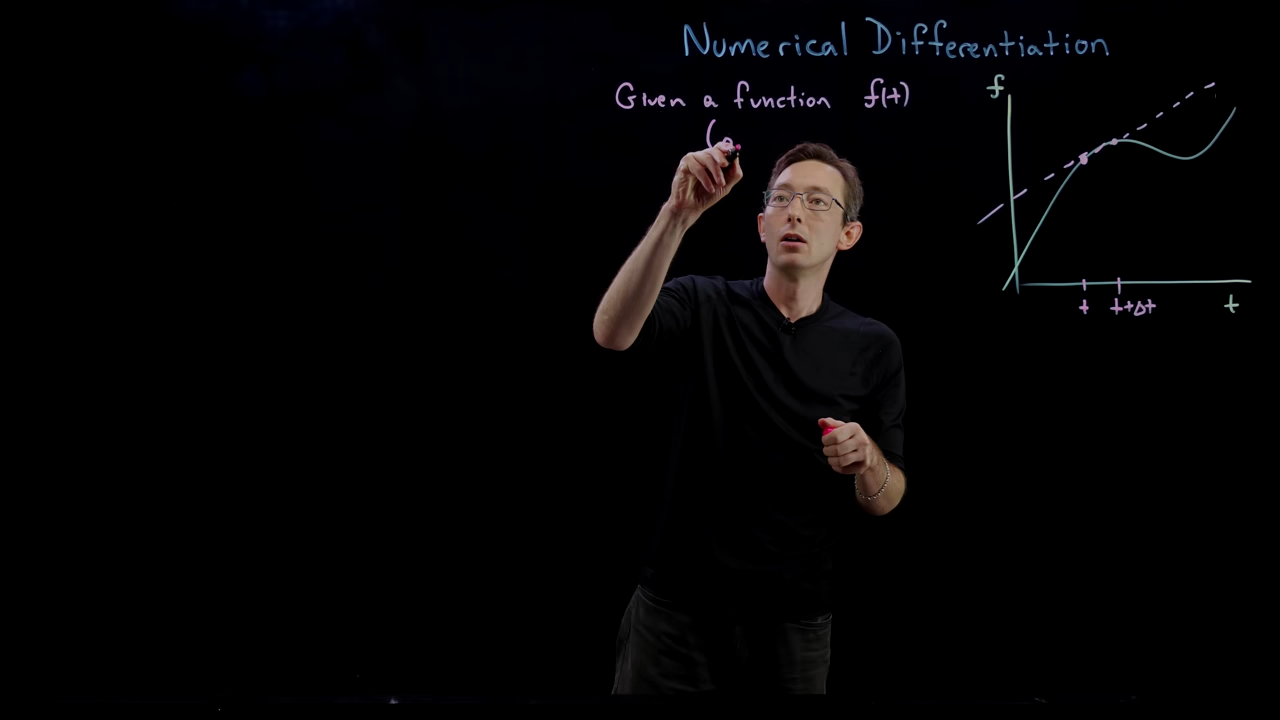 Numerical Differentiation
Given a function f(t)
(
f
t
t+Δt
t